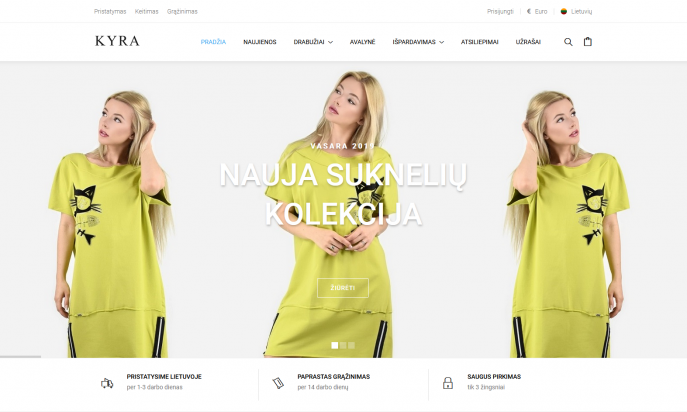 Pristatymas Keitimas Grąžinimas Prisijungti € Euro Lietuvių
KYRA PRADŽIA NAUJIENOS DRABUŽIAI AVALYNĖ IŠPARDAVIMAS ATSILIEPIMAI UŽRAŠAI
VASARA 2019
NAUJA SUKNELIŲ
KOLEKCIJA
ŽIŪRĖTI
PRISTATYSIME LIETUVOJE
per 1-3 darbo dienas
PAPRASTAS GRĄŽINIMAS
per 14 darbo dienų
SAUGUS PIRKIMAS
tik 3 žingsniai